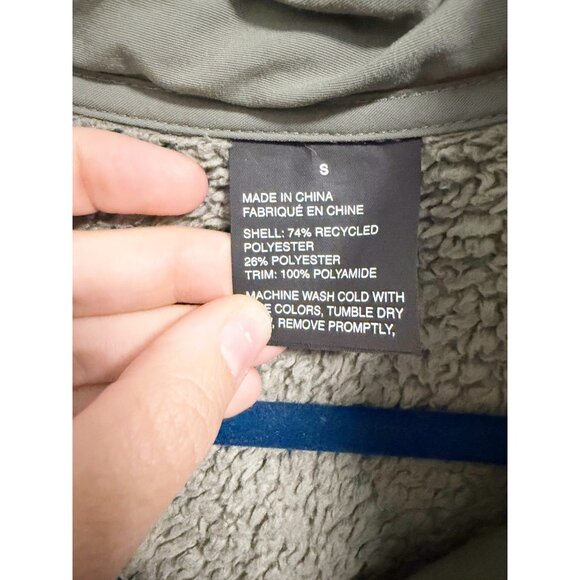 S
MADE IN CHINA
FABRIQUÉ EN CHINE
SHELL: 74% RECYCLED
POLYESTER
26% POLYESTER
TRIM: 100% POLYAMIDE
MACHINE WASH COLD WITH
COLORS, TUMBLE DRY
REMOVE PROMPTLY,